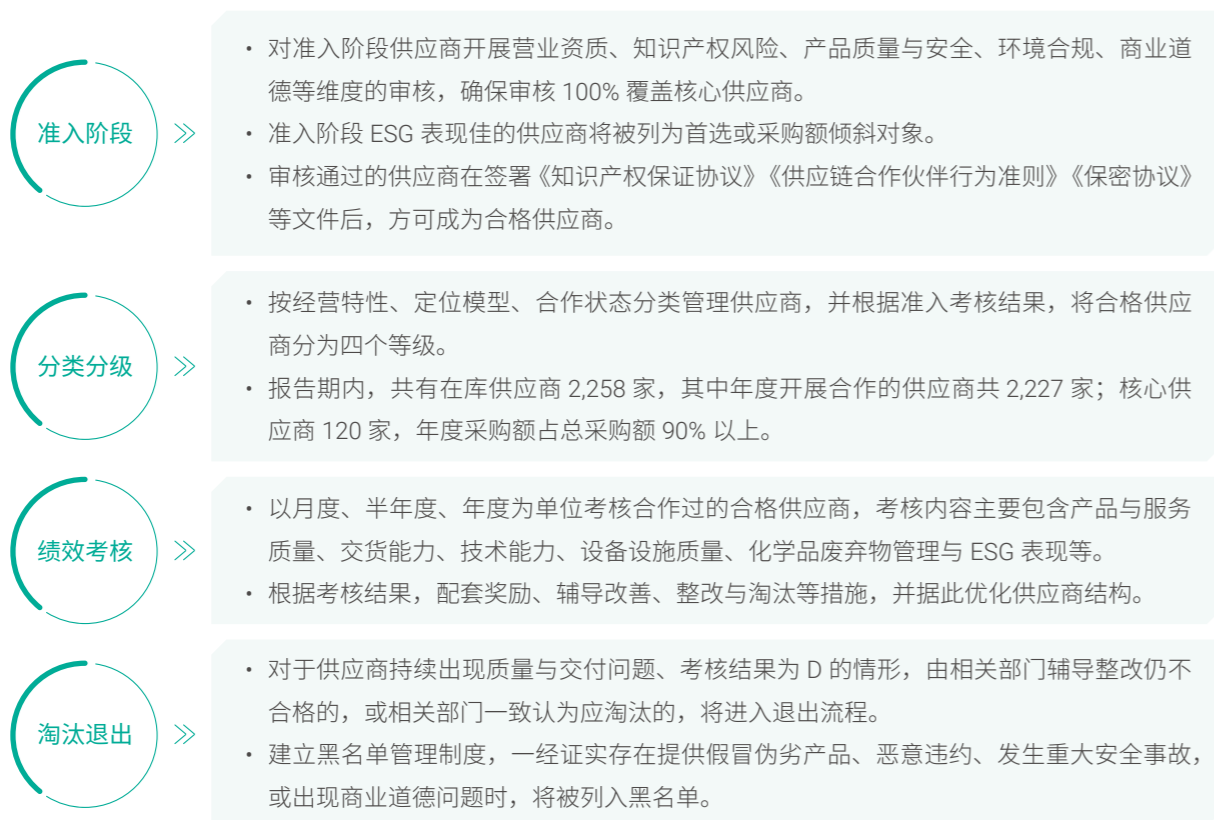 准入阶段
• 对准入阶段供应商开展营业资质、知识产权风险、产品质量与安全、环境合规、商业道
德等维度的审核，确保审核 100% 覆盖核心供应商。
• 准入阶段 ESG 表现佳的供应商将被列为首选或采购额倾斜对象。
• 审核通过的供应商在签署《知识产权保证协议》《供应链合作伙伴行为准则》《保密协议》
等文件后，方可成为合格供应商。
分类分级
• 按经营特性、定位模型、合作状态分类管理供应商，并根据准入考核结果，将合格供应
商分为四个等级。
• 报告期内，共有在库供应商 2,258 家，其中年度开展合作的供应商共 2,227 家；核心供
应商 120 家，年度采购额占总采购额 90% 以上。
绩效考核
• 以月度、半年度、年度为单位考核合作过的合格供应商，考核内容主要包含产品与服务
质量、交货能力、技术能力、设备设施质量、化学品废弃物管理与 ESG 表现等。
• 根据考核结果，配套奖励、辅导改善、整改与淘汰等措施，并据此优化供应商结构。
淘汰退出
• 对于供应商持续出现质量与交付问题、考核结果为 D 的情形，由相关部门辅导整改仍不
合格的，或相关部门一致认为应淘汰的，将进入退出流程。
• 建立黑名单管理制度，一经证实存在提供假冒伪劣产品、恶意违约、发生重大安全事故，
或出现商业道德问题时，将被列入黑名单。